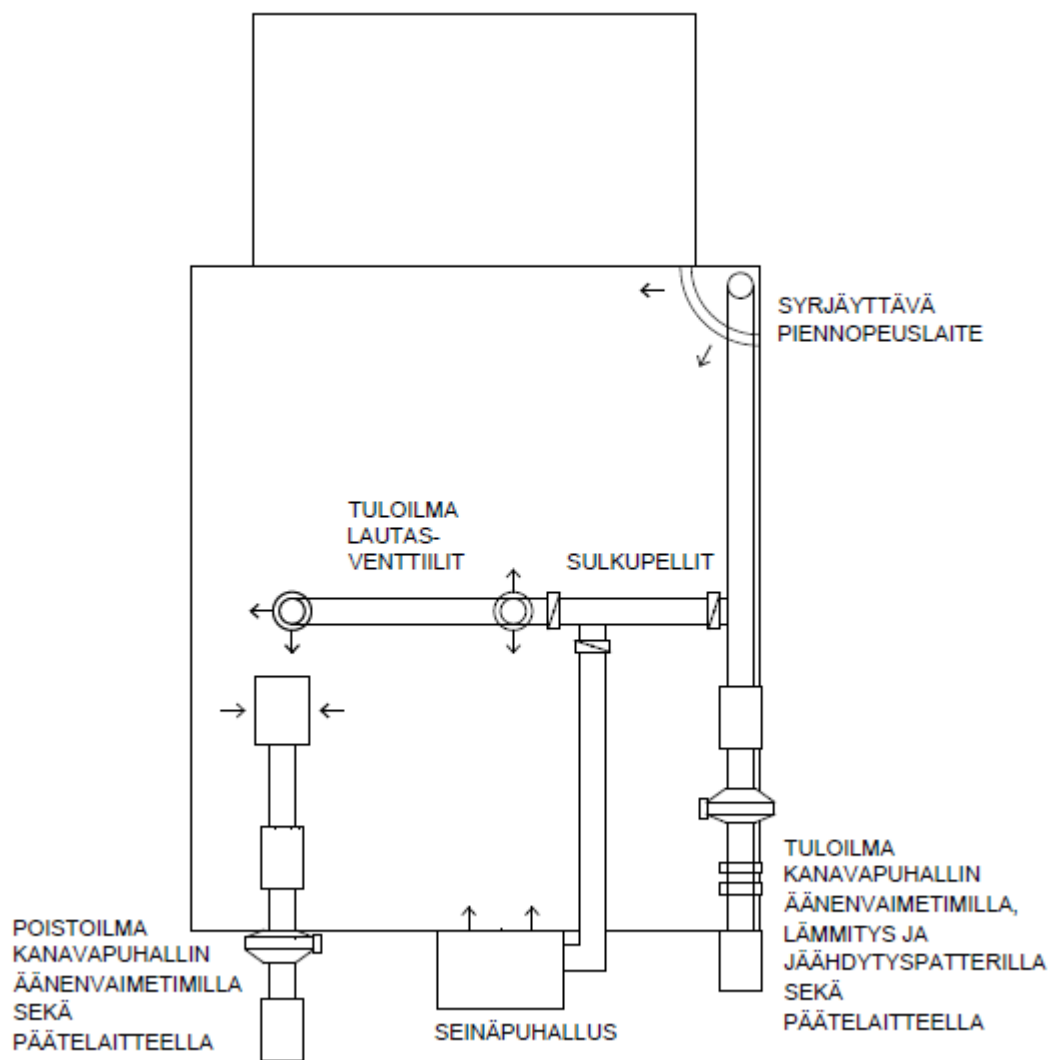 SYRJÄYTTÄVÄ
PIENNOPEUSLAITE
TULOILMA
LAUTAS-
VENTTIILIT
SULKUPELLIT
TULOILMA
KANAVAPUHALLIN
ÄÄNENVAIMETIMILLA,
LÄMMITYS JA
JÄÄHDYTYSPATTERILLA
SEKÄ
PÄÄTELAITTEELLA
POISTOILMA
KANAVAPUHALLIN
ÄÄNENVAIMETIMILLA
SEKÄ
PÄÄTELAITTEELLA
SEINÄPUHALLUS